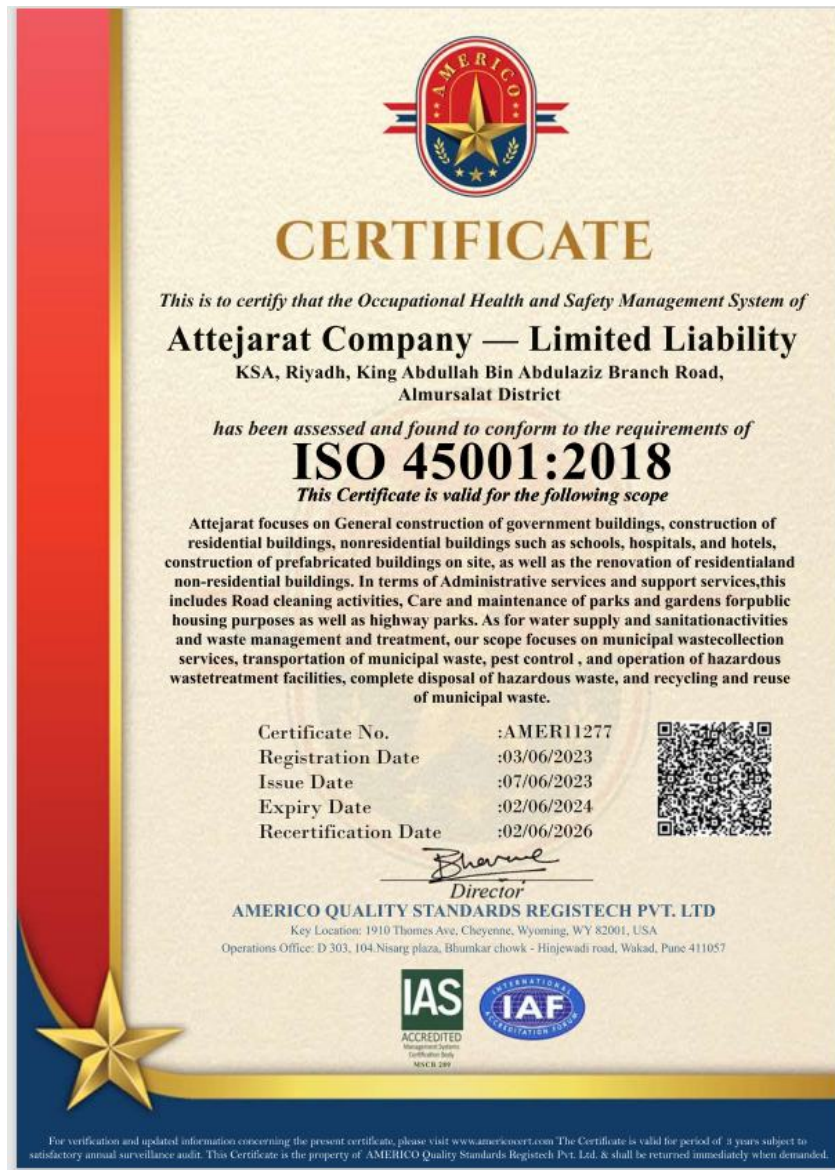 AMERICO
CERTIFICATE
This is to certify that the Occupational Health and Safety Management System of
Attejarat Company — Limited Liability
KSA, Riyadh, King Abdullah Bin Abdulaziz Branch Road,
Almursalat District
has been assessed and found to conform to the requirements of
ISO 45001:2018
This Certificate is valid for the following scope
Attejarat focuses on General construction of government buildings, construction of
residential buildings, nonresidential buildings such as schools, hospitals, and hotels,
construction of prefabricated buildings on site, as well as the renovation of residentialand
non-residential buildings. In terms of Administrative services and support services,this
includes Road cleaning activities, Care and maintenance of parks and gardens forpublic
housing purposes as well as highway parks. As for water supply and sanitationactivities
and waste management and treatment, our scope focuses on municipal wastecollection
services, transportation of municipal waste, pest control , and operation of hazardous
wastetreatment facilities, complete disposal of hazardous waste, and recycling and reuse
of municipal waste.
Certificate No. :AMER11277
Registration Date :03/06/2023
Issue Date :07/06/2023
Expiry Date :02/06/2024
Recertification Date :02/06/2026
Director
AMERICO QUALITY STANDARDS REGISTECH PVT. LTD
Key Location: 1910 Thomes Ave, Cheyenne, Wyoming, WY 82001, USA
Operations Office: D 303, 104.Nisarg plaza, Bhumkar chowk - Hinjewadi road, Wakad, Pune 411057
IAS
ACCREDITED
Management Systems
Certification Body
MSCB 209
INTERNATIONAL
IAF
ACCREDITATION FORUM
For verification and updated information concerning the present certificate, please visit www.americocert.com The Certificate is valid for period of 3 years subject to
satisfactory annual surveillance audit. This Certificate is the property of AMERICO Quality Standards Registech Pvt. Ltd. & shall be returned immediately when demanded.